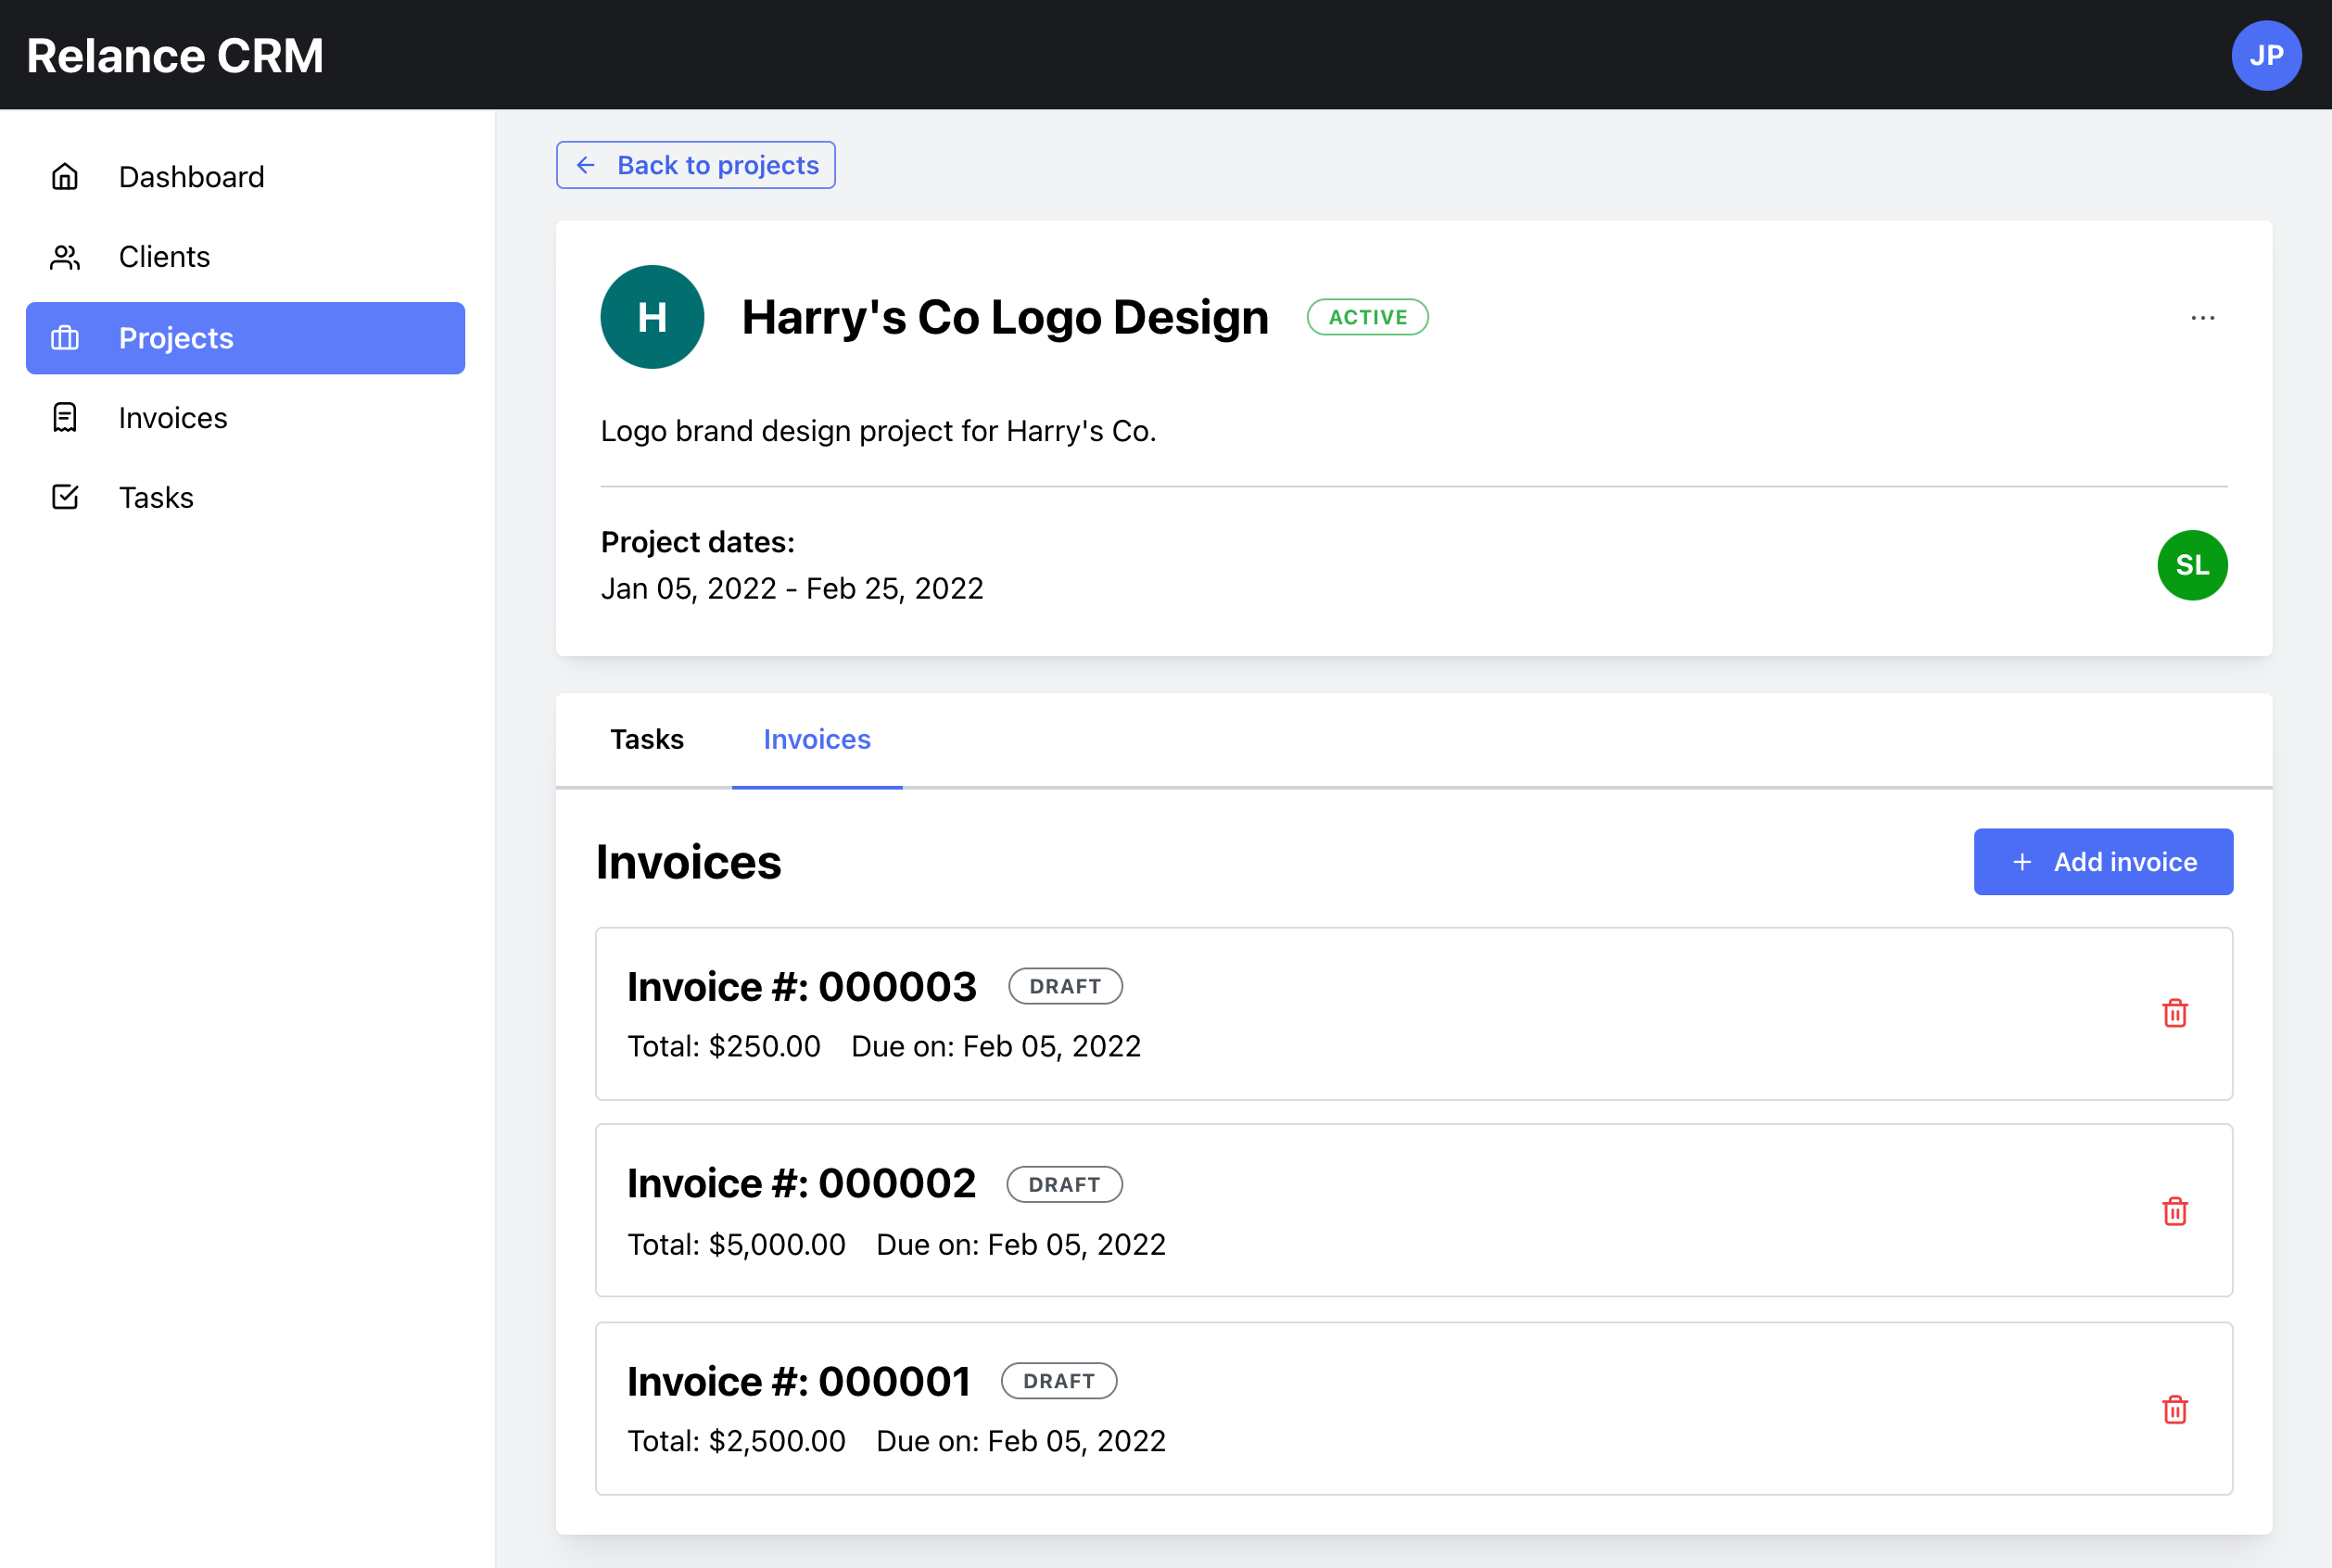 Relance CRM
JP
Dashboard
Clients
Projects
Invoices
Tasks
Back to projects
H
Harry's Co Logo Design
ACTIVE
Logo brand design project for Harry's Co.
Project dates:
Jan 05, 2022 - Feb 25, 2022
SL
Tasks
Invoices
Invoices
Add invoice
Invoice #: 000003
DRAFT
Total: $250.00
Due on: Feb 05, 2022
Invoice #: 000002
DRAFT
Total: $5,000.00
Due on: Feb 05, 2022
Invoice #: 000001
DRAFT
Total: $2,500.00
Due on: Feb 05, 2022